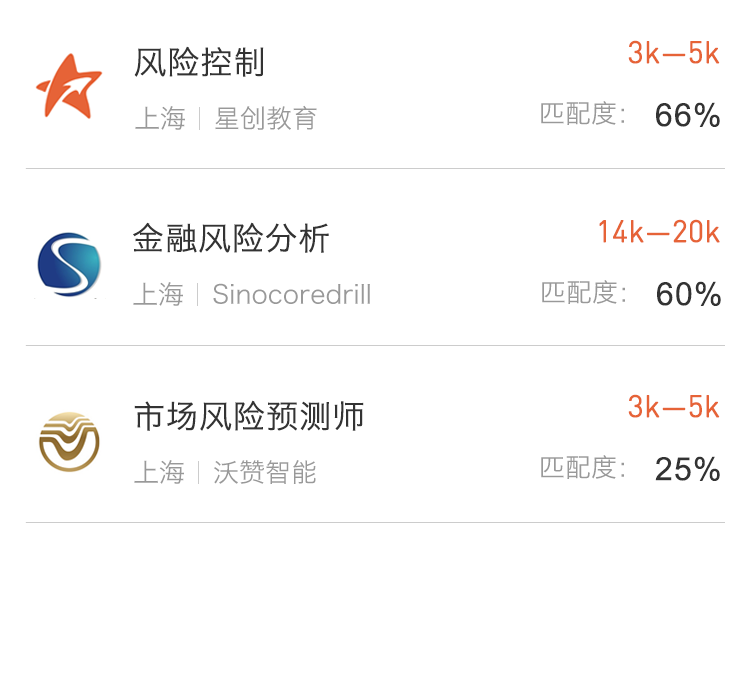 风险控制
3k—5k
上海｜星创教育
匹配度：66%
金融风险分析
14k—20k
上海｜Sinocoredrill
匹配度：60%
市场风险预测师
3k—5k
上海｜沃赞智能
匹配度：25%